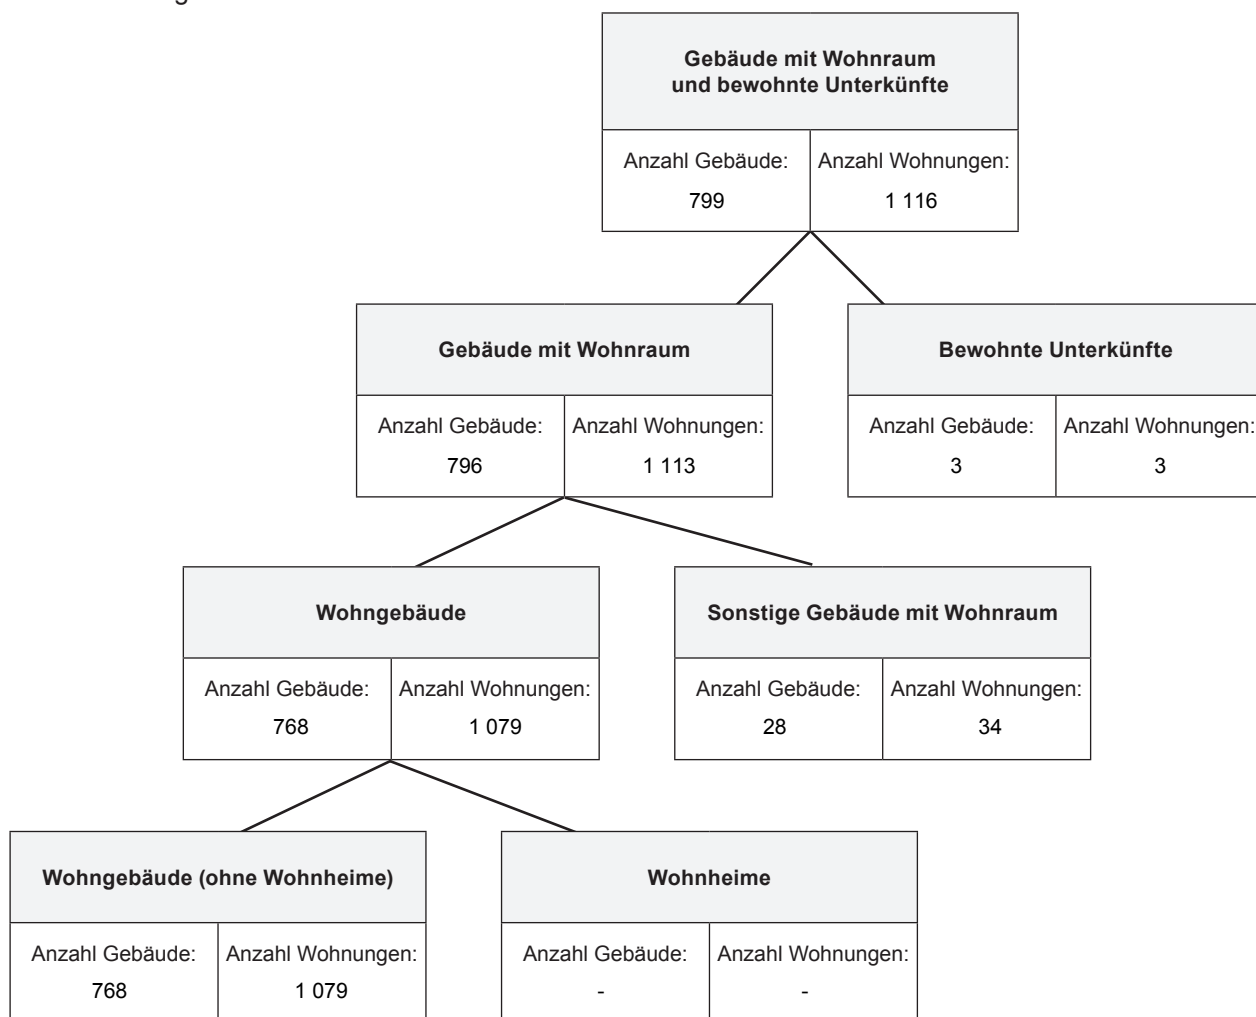 Gebäude mit Wohnraum
und bewohnte Unterkünfte
Anzahl Gebäude:
799
Anzahl Wohnungen:
1 116
Gebäude mit Wohnraum
Anzahl Gebäude:
796
Anzahl Wohnungen:
1 113
Bewohnte Unterkünfte
Anzahl Gebäude:
3
Anzahl Wohnungen:
3
Wohngebäude
Anzahl Gebäude:
768
Anzahl Wohnungen:
1 079
Sonstige Gebäude mit Wohnraum
Anzahl Gebäude:
28
Anzahl Wohnungen:
34
Wohngebäude (ohne Wohnheime)
Anzahl Gebäude:
768
Anzahl Wohnungen:
1 079
Wohnheime
Anzahl Gebäude:
-
Anzahl Wohnungen:
-